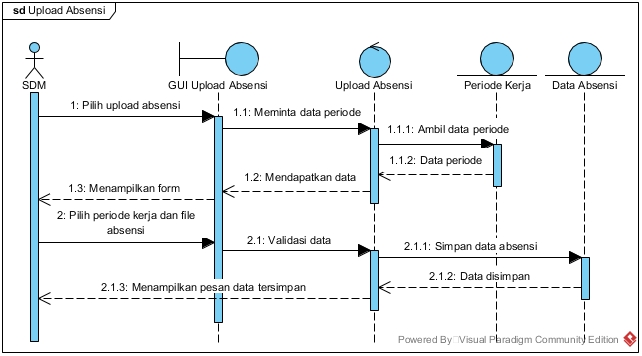 sd Upload Absensi
SDM
GUI Upload Absensi
Upload Absensi
Periode Kerja
Data Absensi
1: Pilih upload absensi
1.1: Meminta data periode
1.1.1: Ambil data periode
1.1.2: Data periode
1.2: Mendapatkan data
1.3: Menampilkan form
2: Pilih periode kerja dan file
absensi
2.1: Validasi data
2.1.1: Simpan data absensi
2.1.2: Data disimpan
2.1.3: Menampilkan pesan data tersimpan
Powered By Visual Paradigm Community Edition